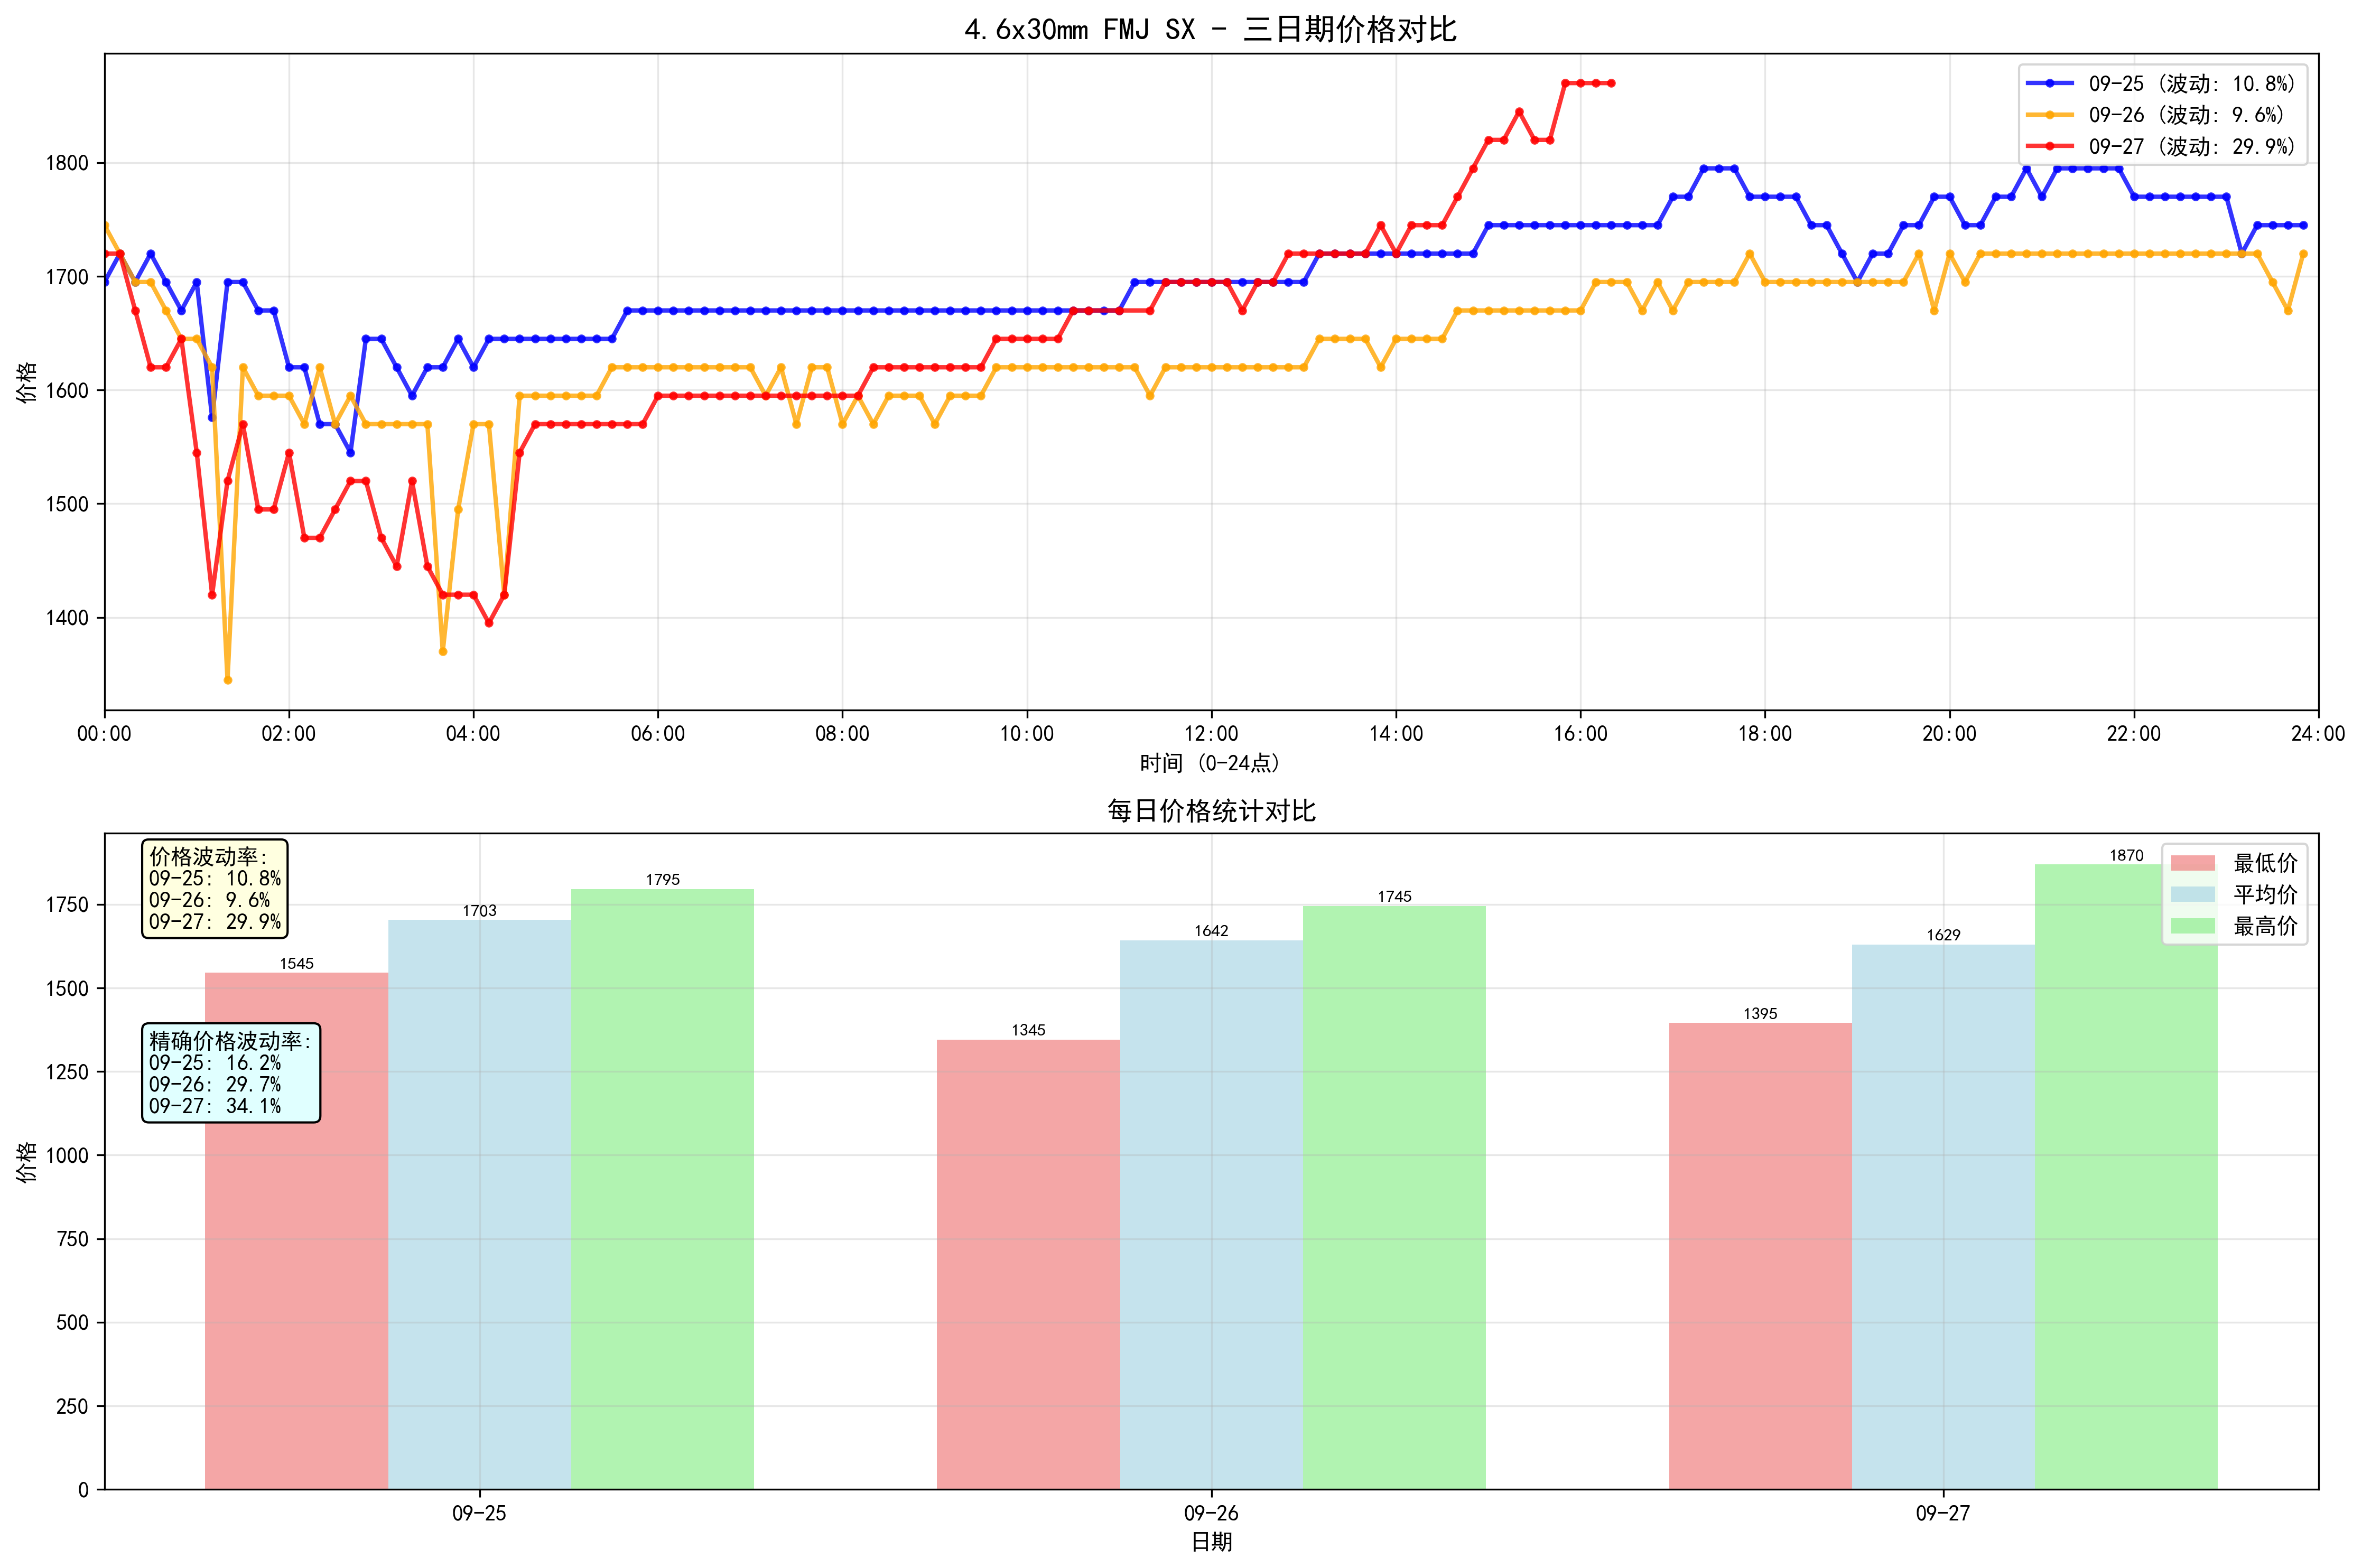 4.6x30mm FMJ SX - 三日期价格对比
09-25 (波动: 10.8%)
09-26 (波动: 9.6%)
09-27 (波动: 29.9%)
价格
1800
1700
1600
1500
1400
00:00 02:00 04:00 06:00 08:00 10:00 12:00 14:00 16:00 18:00 20:00 22:00 24:00
时间 (0-24点)
每日价格统计对比
价格波动率:
09-25: 10.8%
09-26: 9.6%
09-27: 29.9%
精确价格波动率:
09-25: 16.2%
09-26: 29.7%
09-27: 34.1%
最低价
平均价
最高价
1545
1703
1795
1345
1642
1745
1395
1629
1870
价格
1750
1500
1250
1000
750
500
250
0
09-25 09-26 09-27
日期